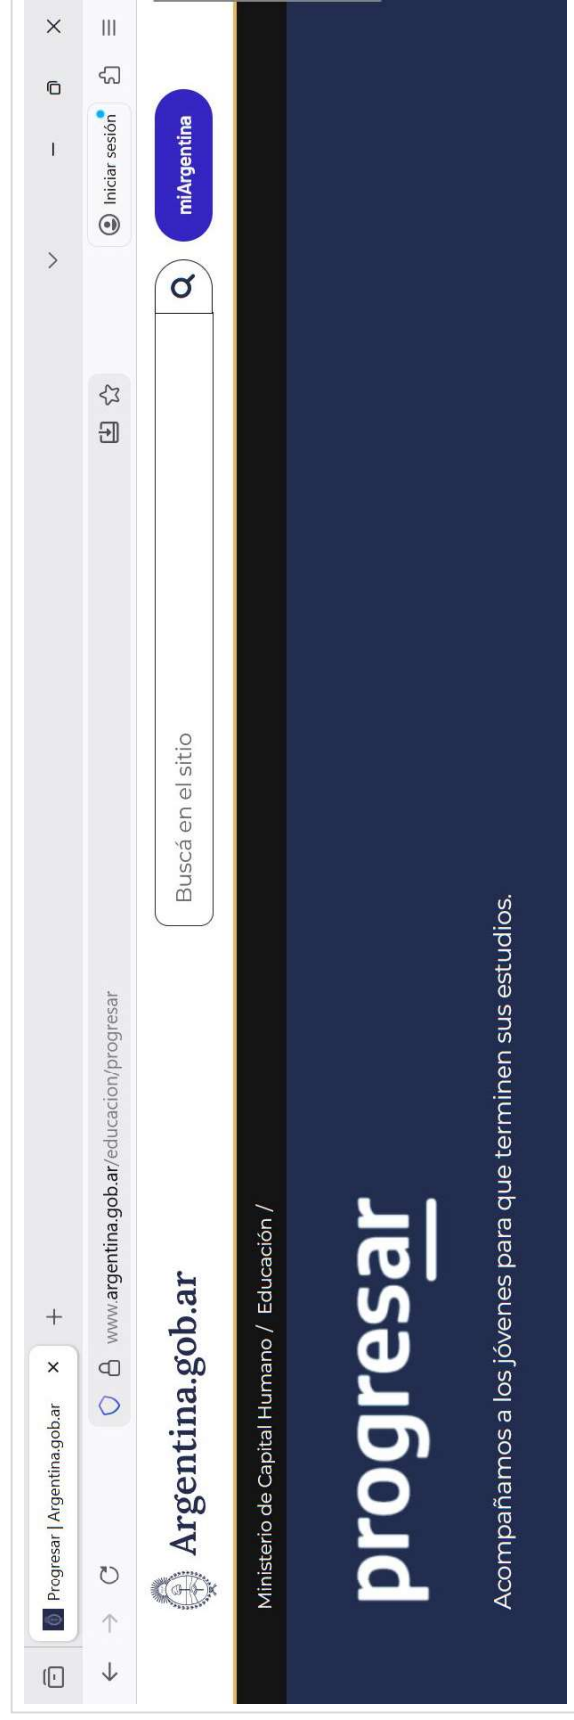 Progresar | Argentina.gob.ar
www.argentina.gob.ar/educacion/progresar
Iniciar sesión
Argentina.gob.ar
Buscá en el sitio
miArgentina
Ministerio de Capital Humano / Educación /
progresar
Acompañamos a los jóvenes para que terminen sus estudios.